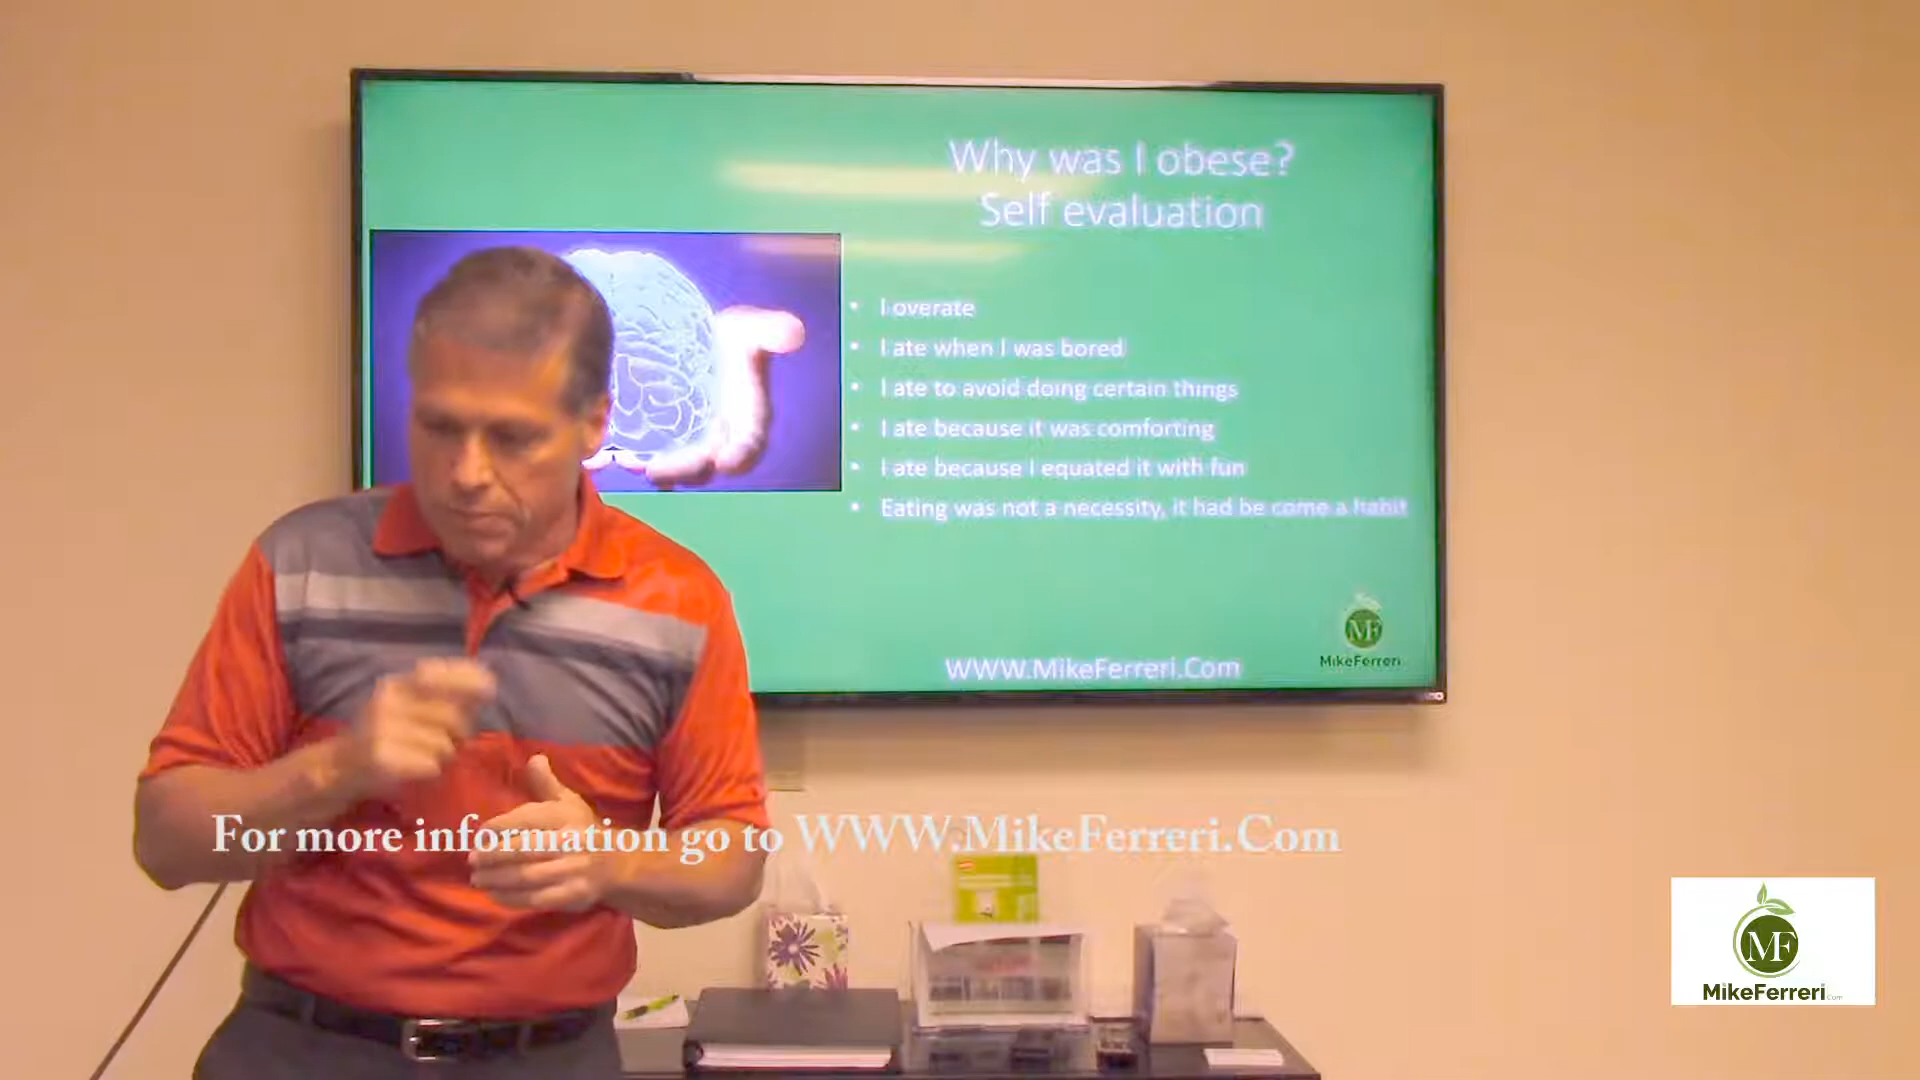 Why was I obese?
Self evaluation
• I overate
• I ate when I was bored
• I ate to avoid doing certain things
• I ate because it was comforting
• I ate because I equated it with fun
• Eating was not a necessity, it had be come a habit
MF
MikeFerreri
WWW.MikeFerreri.Com
For more information go to WWW.MikeFerreri.Com
MF
MikeFerreri.Com